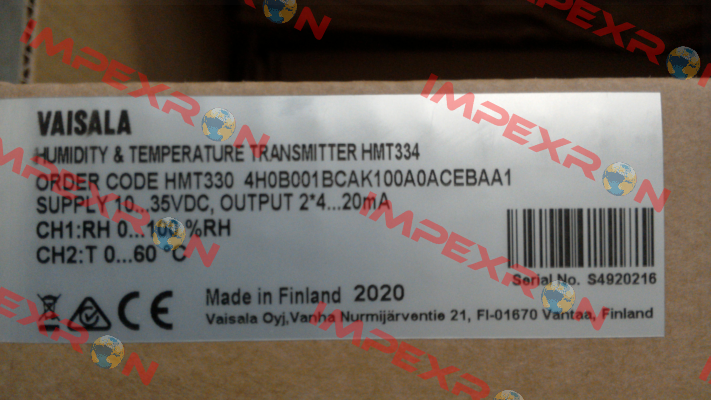 VAISALA
HUMIDITY & TEMPERATURE TRANSMITTER HMT334
ORDER CODE HMT330 4H0B001BCAK100A0ACEBAA1
SUPPLY 10...35VDC, OUTPUT 2*4...20mA
CH1:RH 0...100 %RH
CH2:T 0...60 °C
Serial No. S4920216
CE
Made in Finland 2020
Vaisala Oyj,Vanha Nurmijärventie 21, FI-01670 Vantaa, Finland
IMPEXRON
IMPEXRON
IMPEXRON
IMPEXRON
IMPEXRON